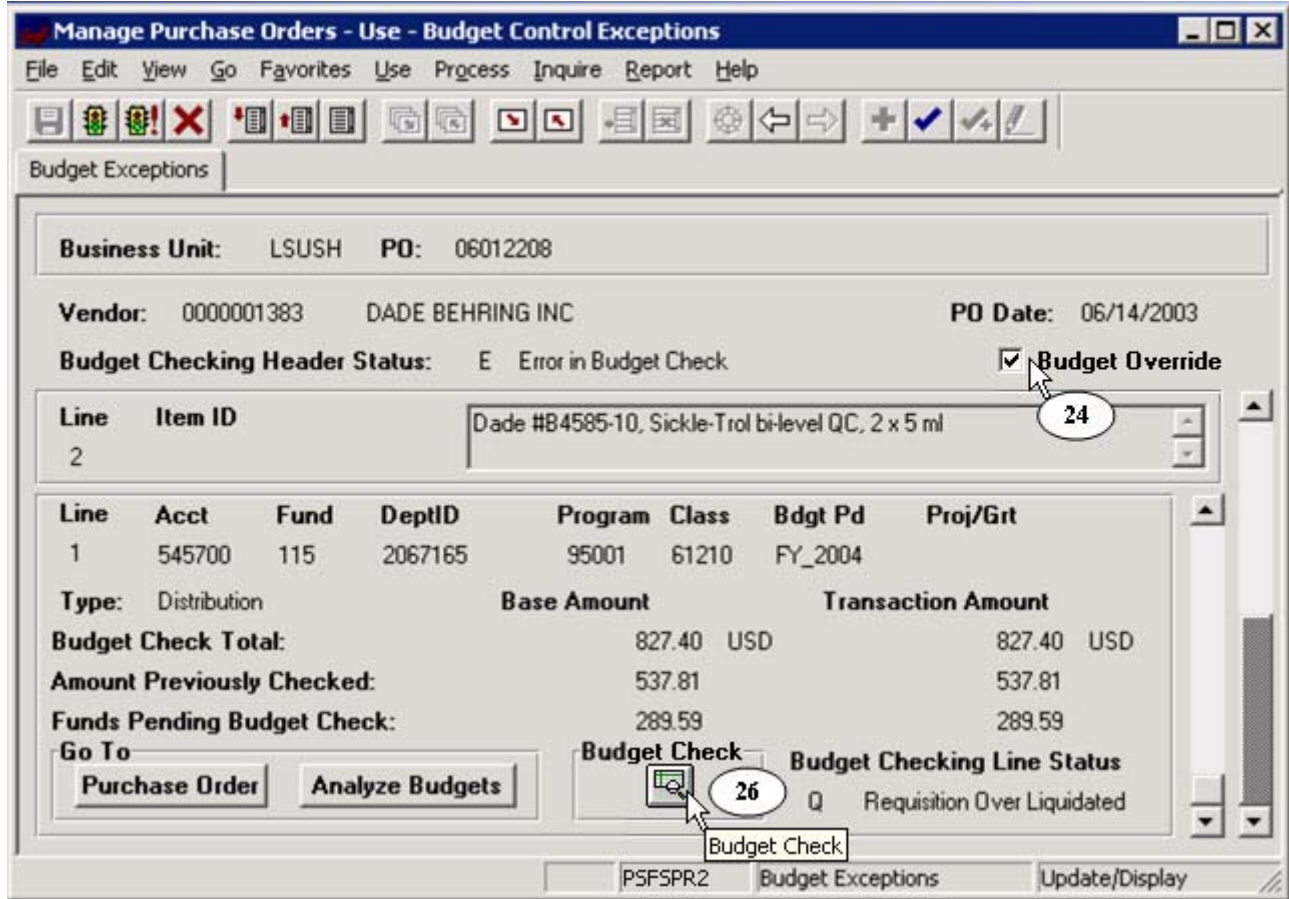 Manage Purchase Orders - Use - Budget Control Exceptions
File Edit View Go Favorites Use Process Inquire Report Help
Budget Exceptions
Business Unit: LSUSH PO: 06012208
Vendor: 0000001383 DADE BEHRING INC PO Date: 06/14/2003
Budget Checking Header Status: E Error in Budget Check Budget Override
24
Line Item ID Dade #B4585-10, Sickle-Trol bi-level QC, 2 x 5 ml
2
Line Acct Fund DeptID Program Class Bdgt Pd Proj/Grt
1 545700 115 2067165 95001 61210 FY_2004
Type: Distribution Base Amount Transaction Amount
Budget Check Total: 827.40 USD 827.40 USD
Amount Previously Checked: 537.81 537.81
Funds Pending Budget Check: 289.59 289.59
Go To Budget Check Budget Checking Line Status
Purchase Order Analyze Budgets 26 Q Requisition Over Liquidated
Budget Check
PSFSPR2 Budget Exceptions Update/Display